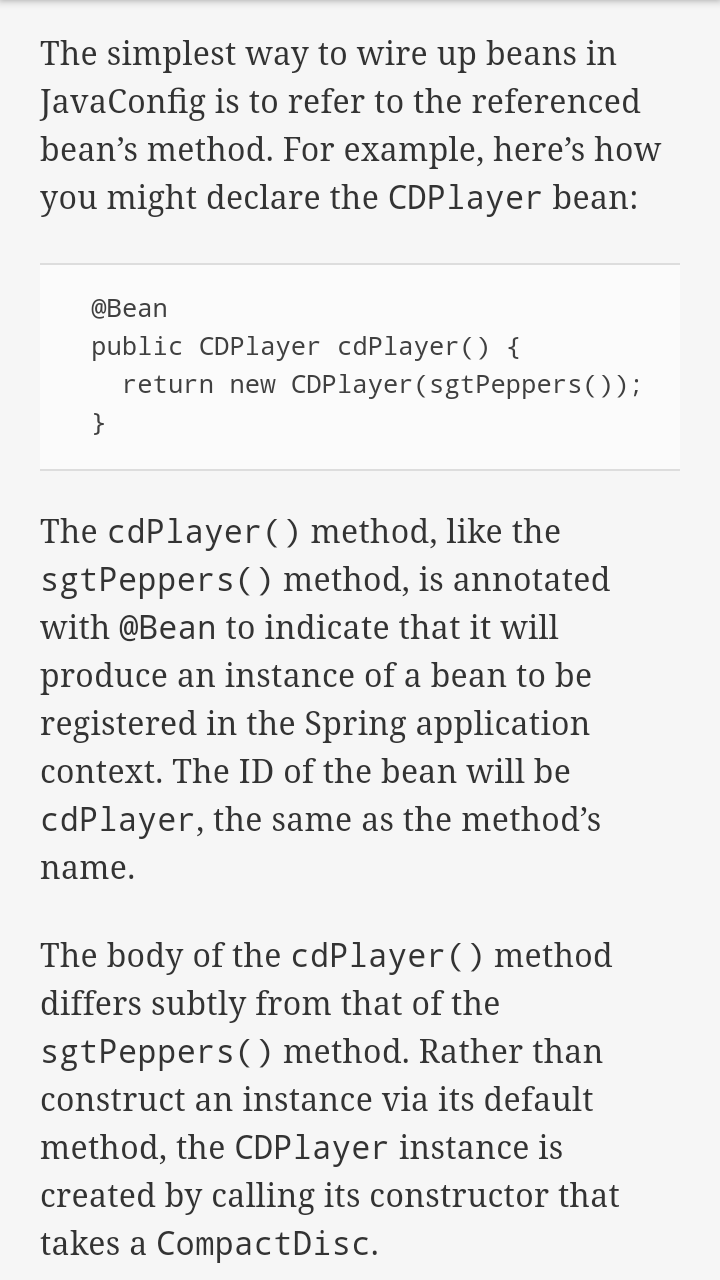 The simplest way to wire up beans in
JavaConfig is to refer to the referenced
bean’s method. For example, here’s how
you might declare the CDPlayer bean:
@Bean
public CDPlayer cdPlayer() {
  return new CDPlayer(sgtPeppers());
}
The cdPlayer() method, like the
sgtPeppers() method, is annotated
with @Bean to indicate that it will
produce an instance of a bean to be
registered in the Spring application
context. The ID of the bean will be
cdPlayer, the same as the method’s
name.
The body of the cdPlayer() method
differs subtly from that of the
sgtPeppers() method. Rather than
construct an instance via its default
method, the CDPlayer instance is
created by calling its constructor that
takes a CompactDisc.